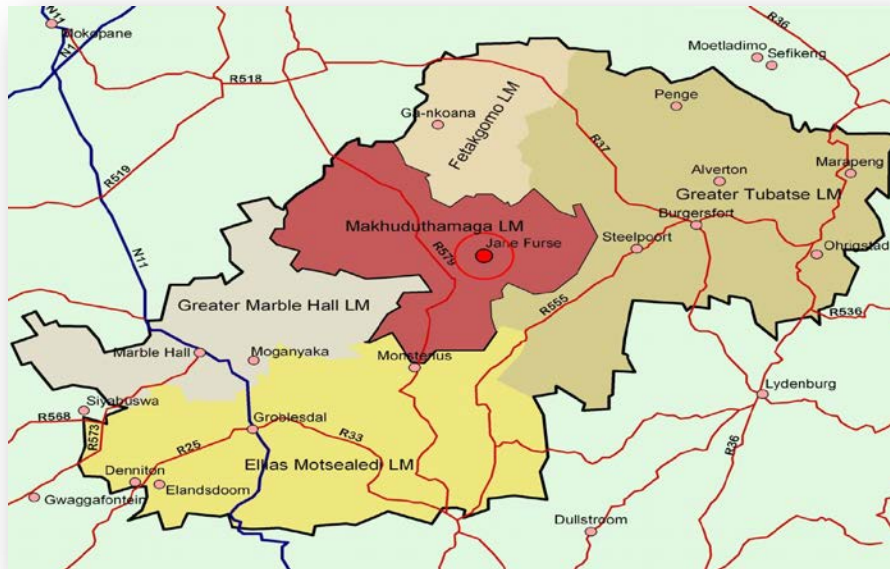 N11
Mokopane
N1
R518
R36
Moetladimo
Sefikeng
Ga-nkoana
Fetakgomo LM
Penge
R37
R519
Alverton
Marapeng
Greater Tubatse LM
Makhuduthamaga LM
Burgersfort
Steelpoort
Jane Furse
R579
Ohrigstad
N11
Greater Marble Hall LM
R555
R536
Marble Hall
Moganyaka
Monsterlus
Lydenburg
Siyabuswa
R568
R573
Groblesdal
R25
R33
R36
Elias Motsealedi LM
Denniton
Elandsdoorn
Gwaggafontein
Dullstroom